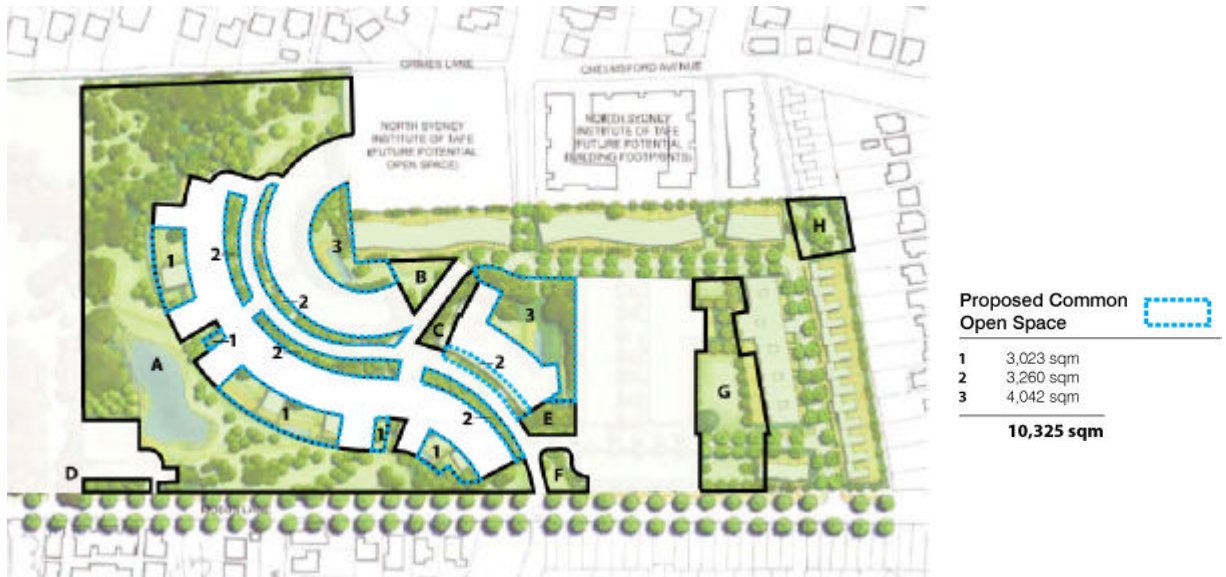 GRIMES LANE
CHELMSFORD AVENUE
NORTH SYDNEY
INSTITUTE OF TAFE
(FUTURE POTENTIAL
OPEN SPACE)
NORTH SYDNEY
INSTITUTE OF TAFE
(FUTURE POTENTIAL
BUILDING FOOTPRINTS)
H
3
1
2
B
2
C
3
1
A
2
2
G
1
2
E
1
1
D
F
LANE
Proposed Common
Open Space
1 3,023 sqm
2 3,260 sqm
3 4,042 sqm
10,325 sqm